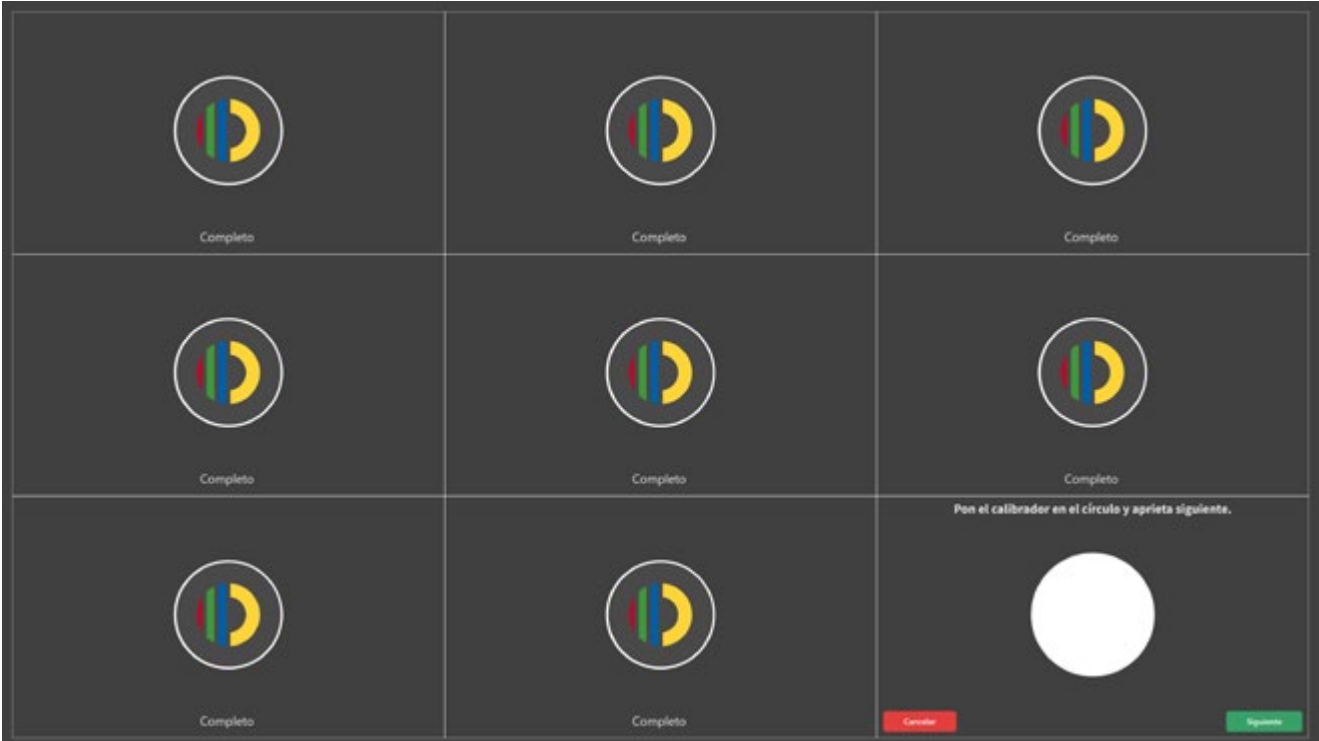 Completo
Completo
Completo
Completo
Completo
Completo
Pon el calibrador en el círculo y aprieta siguiente.
Completo
Completo
Cancelar
Siguiente